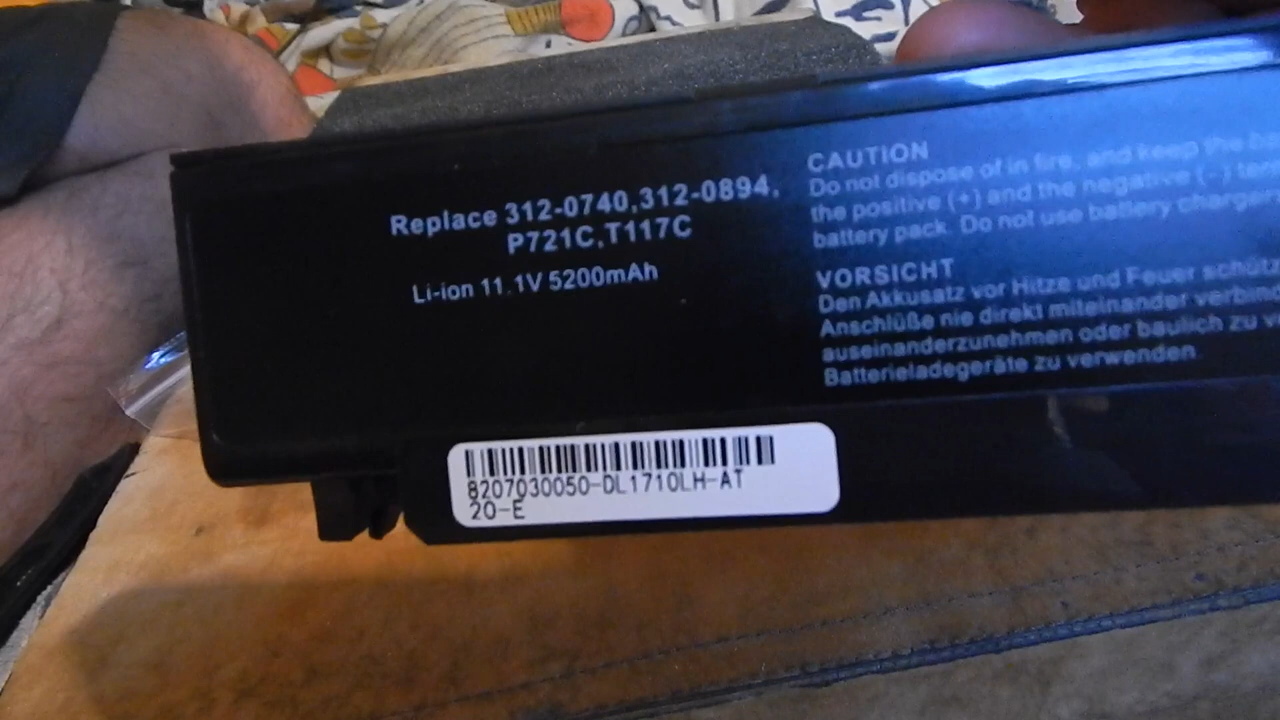 Replace 312-0740,312-0894,
P721C,T117C
Li-ion 11.1V 5200mAh
CAUTION
Do not dispose of in fire, and keep the
the positive (+) and the negative (-)
battery pack. Do not use battery charger
VORSICHT
Den Akkusatz vor Hitze und Feuer schütz
Anschlüße nie direkt miteinander verbind
auseinanderzunehmen oder baulich zu
Batterieladegeräte zu verwenden.
8207030050-DL1710LH-AT
20-E